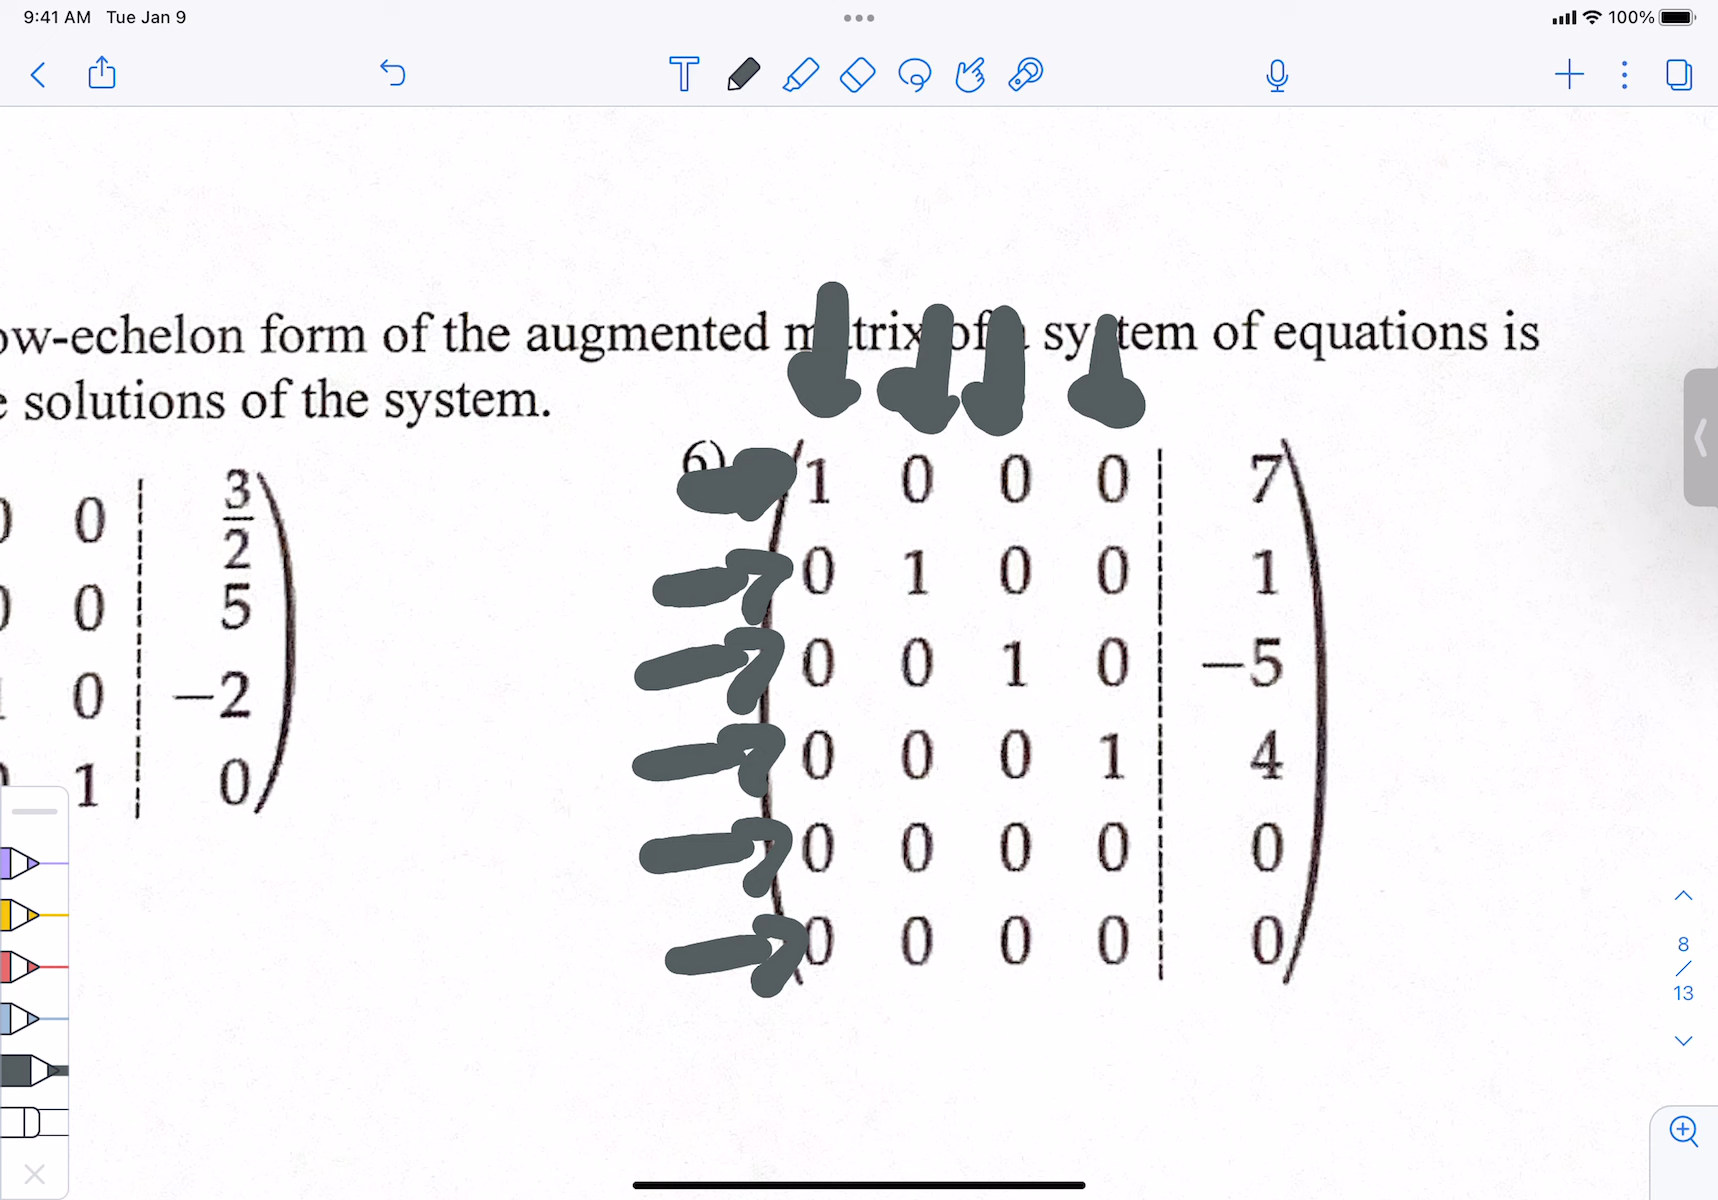 9:41 AM Tue Jan 9
100%
T
ow-echelon form of the augmented matrix of a system of equations is
e solutions of the system.
0 0 3/2
0 0 5
0 -2
0 1 0
6)
1 0 0 0 7
0 1 0 0 1
0 0 1 0 -5
0 0 0 1 4
0 0 0 0 0
0 0 0 0 0
8
/
13